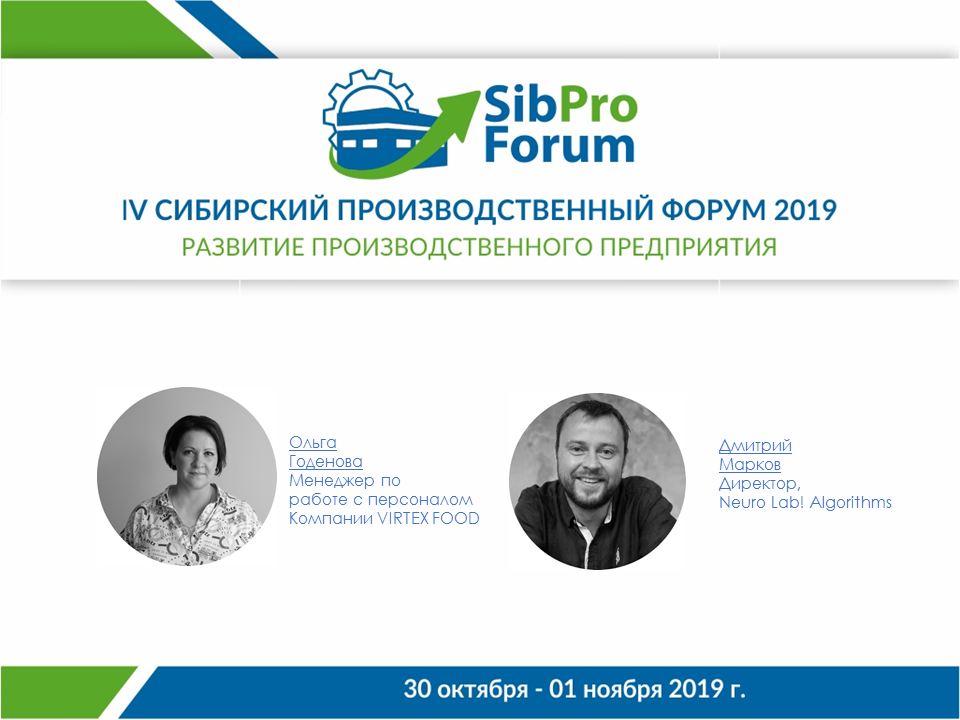 SibPro
Forum
IV СИБИРСКИЙ ПРОИЗВОДСТВЕННЫЙ ФОРУМ 2019
РАЗВИТИЕ ПРОИЗВОДСТВЕННОГО ПРЕДПРИЯТИЯ
Ольга
Годенова
Менеджер по
работе с персоналом
Компании VIRTEX FOOD
Дмитрий
Марков
Директор,
Neuro Lab! Algorithms
30 октября - 01 ноября 2019 г.